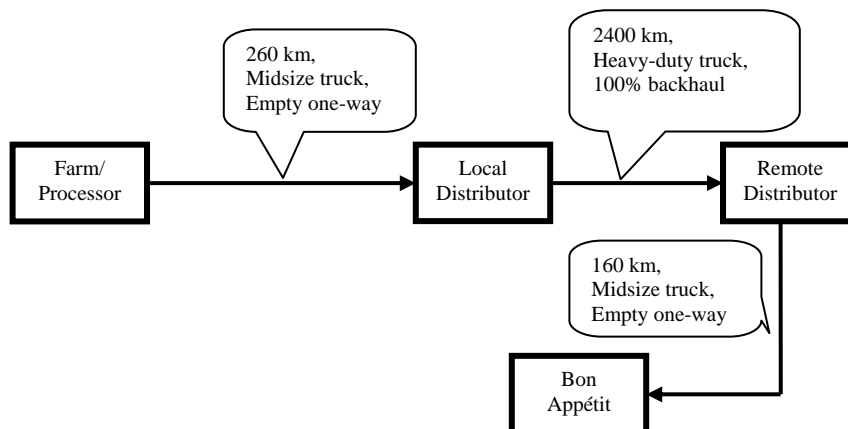 260 km,
Midsize truck,
Empty one-way
2400 km,
Heavy-duty truck,
100% backhaul
Farm/
Processor
Local
Distributor
Remote
Distributor
160 km,
Midsize truck,
Empty one-way
Bon
Appétit